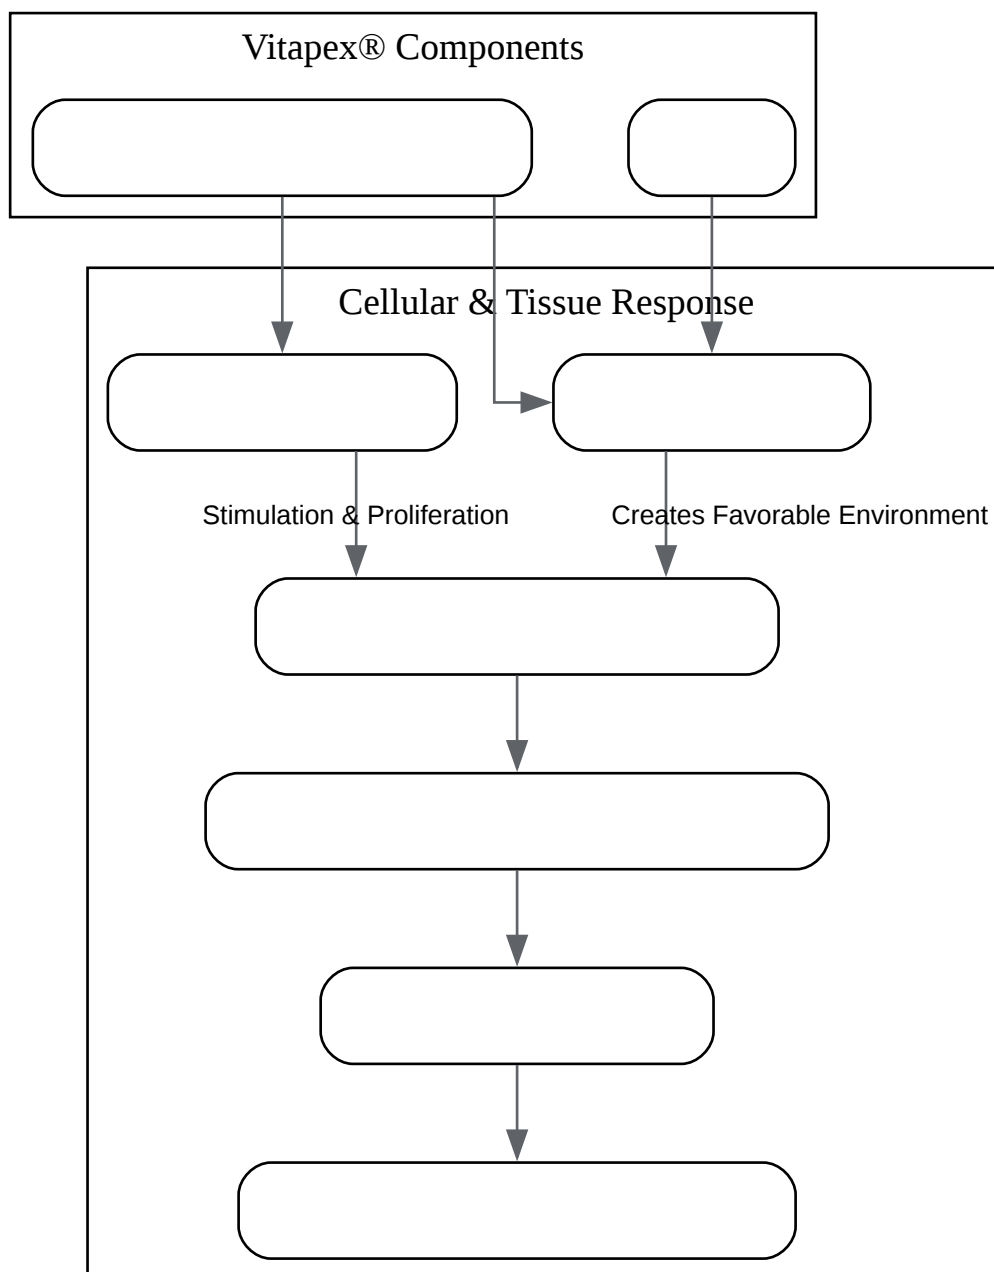 Vitapex® Components
Cellular & Tissue Response
Stimulation & Proliferation
Creates Favorable Environment